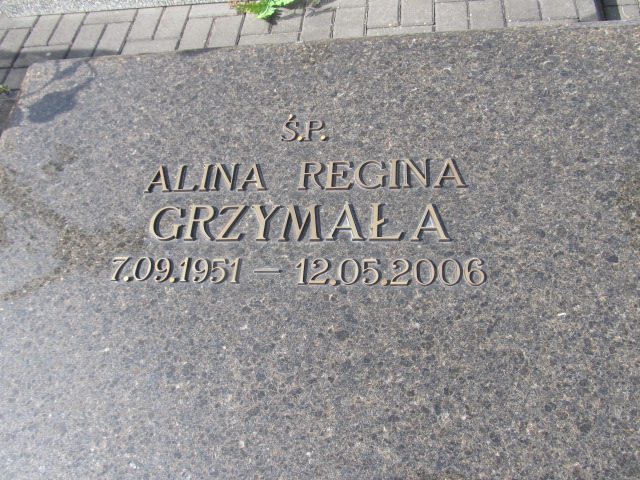 Ś.P.
ALINA REGINA
GRZYMAŁA
7.09.1951 – 12.05.2006